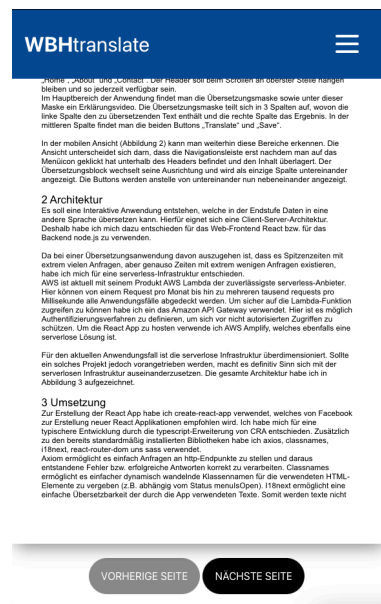 WBHtranslate
„Home", „About" und „Contact". Der Header soll beim Scrollen an oberster Stelle hängen
bleiben und so jederzeit verfügbar sein.
Im Hauptbereich der Anwendung findet man die Übersetzungsmaske sowie unter dieser
Maske ein Erklärungsvideo. Die Übersetzungsmaske teilt sich in 3 Spalten auf, wovon die
linke Spalte den zu übersetzenden Text enthält und die rechte Spalte das Ergebnis. In der
mittleren Spalte findet man die beiden Buttons „Translate" und „Save".
In der mobilen Ansicht (Abbildung 2) kann man weiterhin diese Bereiche erkennen. Die
Ansicht unterscheidet sich darin, dass die Navigationsleiste erst nachdem man auf das
Menüicon geklickt hat unterhalb des Headers befindet und den Inhalt überlagert. Der
Übersetzungsblock wechselt seine Ausrichtung und wird als einzige Spalte untereinander
angezeigt. Die Buttons werden anstelle von untereinander nun nebeneinander angezeigt.
2 Architektur
Es soll eine Interaktive Anwendung entstehen, welche in der Endstufe Daten in eine
andere Sprache übersetzen kann. Hierfür eignet sich eine Client-Server-Architektur.
Deshalb habe ich mich dazu entschieden für das Web-Frontend React bzw. für das
Backend node.js zu verwenden.
Da bei einer Übersetzungsanwendung davon auszugehen ist, dass es Spitzenzeiten mit
extrem vielen Anfragen, aber genauso Zeiten mit extrem wenigen Anfragen existieren,
habe ich mich für eine serverless-Infrastruktur entschieden.
AWS ist aktuell mit seinem Produkt AWS Lambda der zuverlässigste serverless-Anbieter.
Hier können von einem Request pro Monat bis hin zu mehreren tausend requests pro
Millisekunde alle Anwendungsfälle abgedeckt werden. Um sicher auf die Lambda-Funktion
zugreifen zu können habe ich ein das Amazon API Gateway verwendet. Hier ist es möglich
Authentifizierungsverfahren zu definieren, um sich vor nicht autorisierten Zugriffen zu
schützen. Um die React App zu hosten verwende ich AWS Amplify, welches ebenfalls eine
serverlose Lösung ist.
Für den aktuellen Anwendungsfall ist die serverlose Infrastruktur überdimensioniert. Sollte
ein solches Projekt jedoch vorangetrieben werden, macht es definitiv Sinn sich mit der
serverlosen Infrastruktur auseinanderzusetzen. Die gesamte Architektur habe ich in
Abbildung 3 aufgezeichnet.
3 Umsetzung
Zur Erstellung der React App habe ich create-react-app verwendet, welches von Facebook
zur Erstellung neuer React Applikationen empfohlen wird. Ich habe mich für eine
typischere Entwicklung durch die typescript-Erweiterung von CRA entschieden. Zusätzlich
zu den bereits standardmäßig installierten Bibliotheken habe ich axios, classnames,
i18next, react-router-dom uns sass verwendet.
Axiom ermöglicht es einfach Anfragen an http-Endpunkte zu stellen und daraus
entstandene Fehler bzw. erfolgreiche Antworten korrekt zu verarbeiten. Classnames
ermöglicht es einfacher dynamisch wandelnde Klassennamen für die verwendeten HTML-
Elemente zu vergeben (z.B. abhängig vom Status menuIsOpen). I18next ermöglicht eine
einfache Übersetzbarkeit der durch die App verwendeten Texte. Somit werden texte nicht
VORHERIGE SEITE
NÄCHSTE SEITE